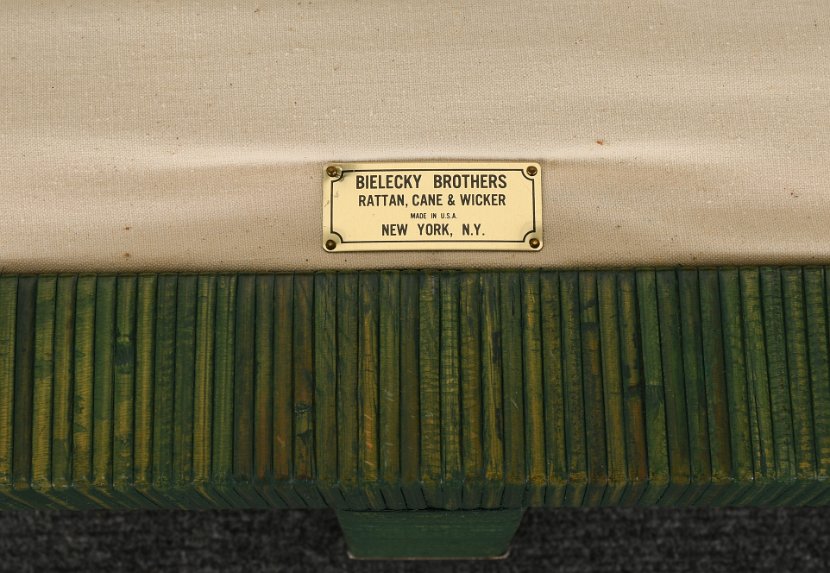 BIELECKY BROTHERS
RATTAN, CANE & WICKER
MADE IN U.S.A.
NEW YORK, N.Y.